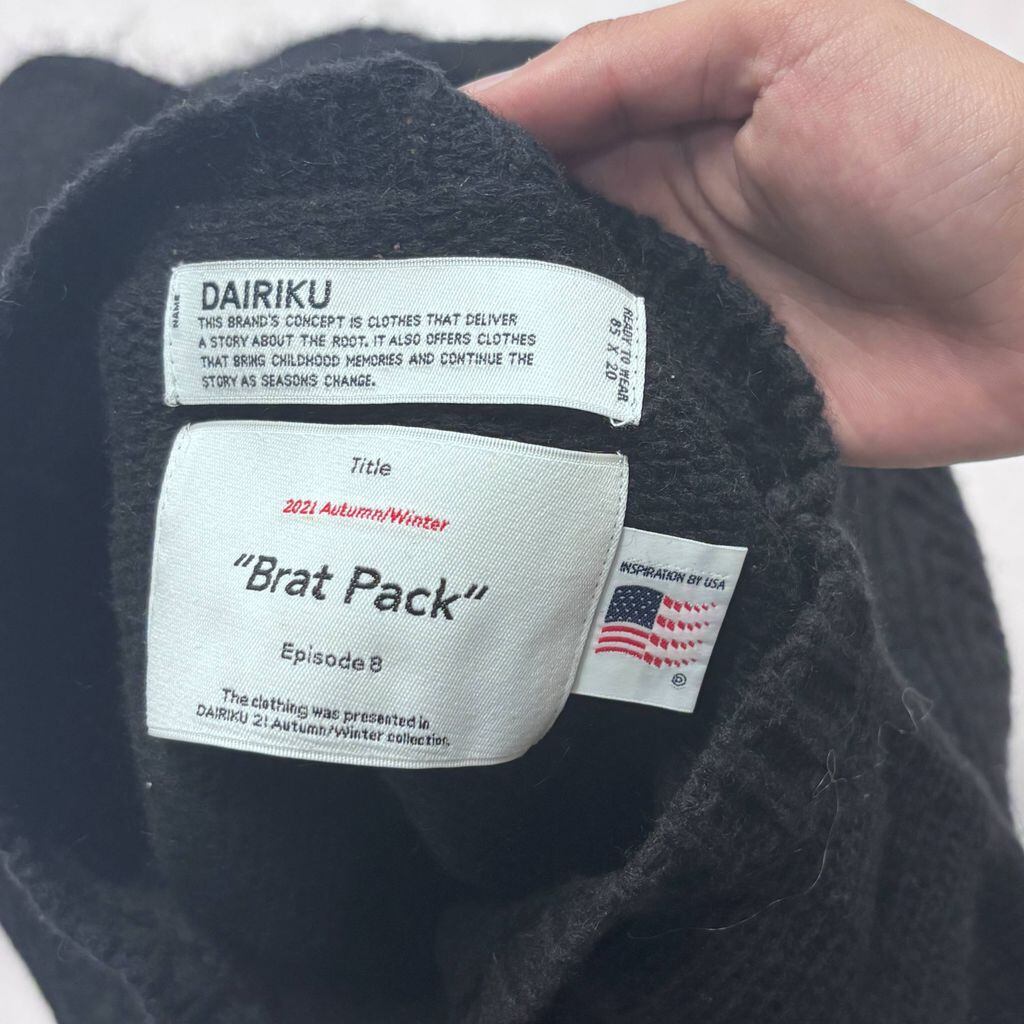 NAME
DAIRIKU
THIS BRAND'S CONCEPT IS CLOTHES THAT DELIVER
A STORY ABOUT THE ROOT. IT ALSO OFFERS CLOTHES
THAT BRING CHILDHOOD MEMORIES AND CONTINUE THE
STORY AS SEASONS CHANGE.
READY TO WEAR
65 X 20
Title
2021 Autumn/Winter
“Brat Pack”
Episode 8
The clothing was presented in
DAIRIKU 21 Autumn/Winter collection.
INSPIRATION BY USA